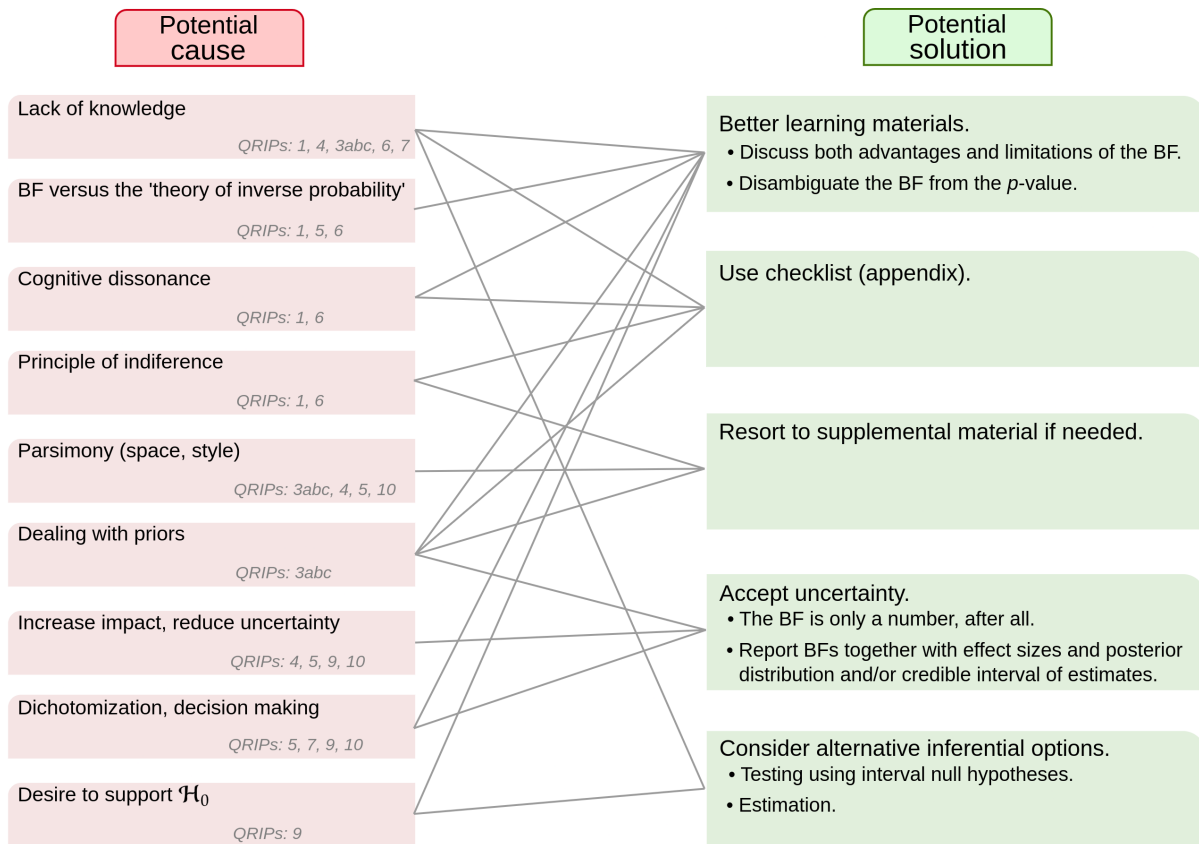 Potential
cause
Potential
solution
Lack of knowledge
QRIPs: 1, 4, 3abc, 6, 7
BF versus the 'theory of inverse probability'
QRIPs: 1, 5, 6
Cognitive dissonance
QRIPs: 1, 6
Principle of indiference
QRIPs: 1, 6
Parsimony (space, style)
QRIPs: 3abc, 4, 5, 10
Dealing with priors
QRIPs: 3abc
Increase impact, reduce uncertainty
QRIPs: 4, 5, 9, 10
Dichotomization, decision making
QRIPs: 5, 7, 9, 10
Desire to support ℋ₀
QRIPs: 9
Better learning materials.
• Discuss both advantages and limitations of the BF.
• Disambiguate the BF from the p-value.
Use checklist (appendix).
Resort to supplemental material if needed.
Accept uncertainty.
• The BF is only a number, after all.
• Report BFs together with effect sizes and posterior
distribution and/or credible interval of estimates.
Consider alternative inferential options.
• Testing using interval null hypotheses.
• Estimation.